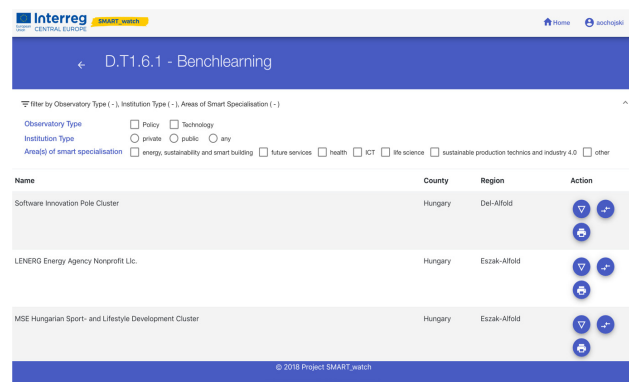 Interreg
European Union
CENTRAL EUROPE
SMART_watch
Home
aochojski
D.T1.6.1 - Benchlearning
filter by Observatory Type ( - ), Institution Type ( - ), Areas of Smart Specialisation ( - )
Observatory Type Policy Technology
Institution Type private public any
Area(s) of smart specialisation energy, sustainability and smart building future services health ICT life science sustainable production technics and industry 4.0 other
Name County Region Action
Software Innovation Pole Cluster Hungary Del-Alfold
LENERG Energy Agency Nonprofit Llc. Hungary Eszak-Alfold
MSE Hungarian Sport- and Lifestyle Development Cluster Hungary Eszak-Alfold
© 2018 Project SMART_watch